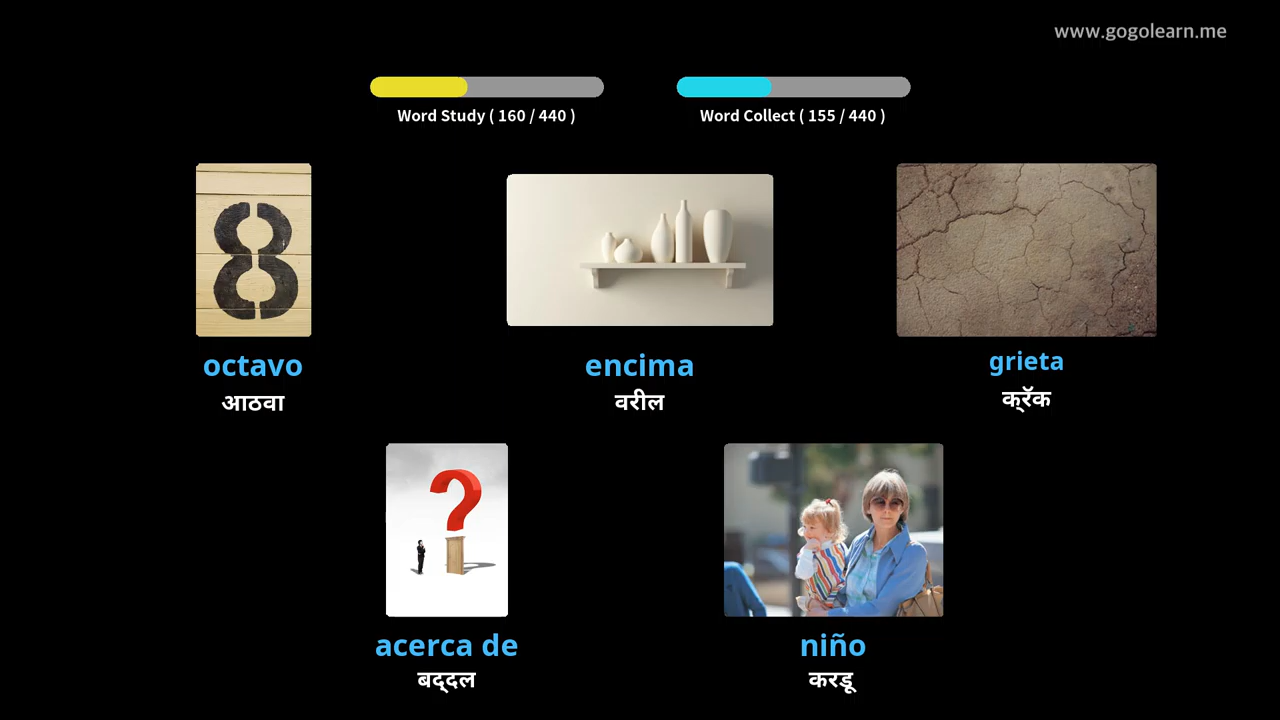 www.gogolearn.me
Word Study ( 160 / 440 )
Word Collect ( 155 / 440 )
8
octavo
आठवा
encima
वरील
grieta
क्रॅक
?
acerca de
बद्दल
niño
करडू